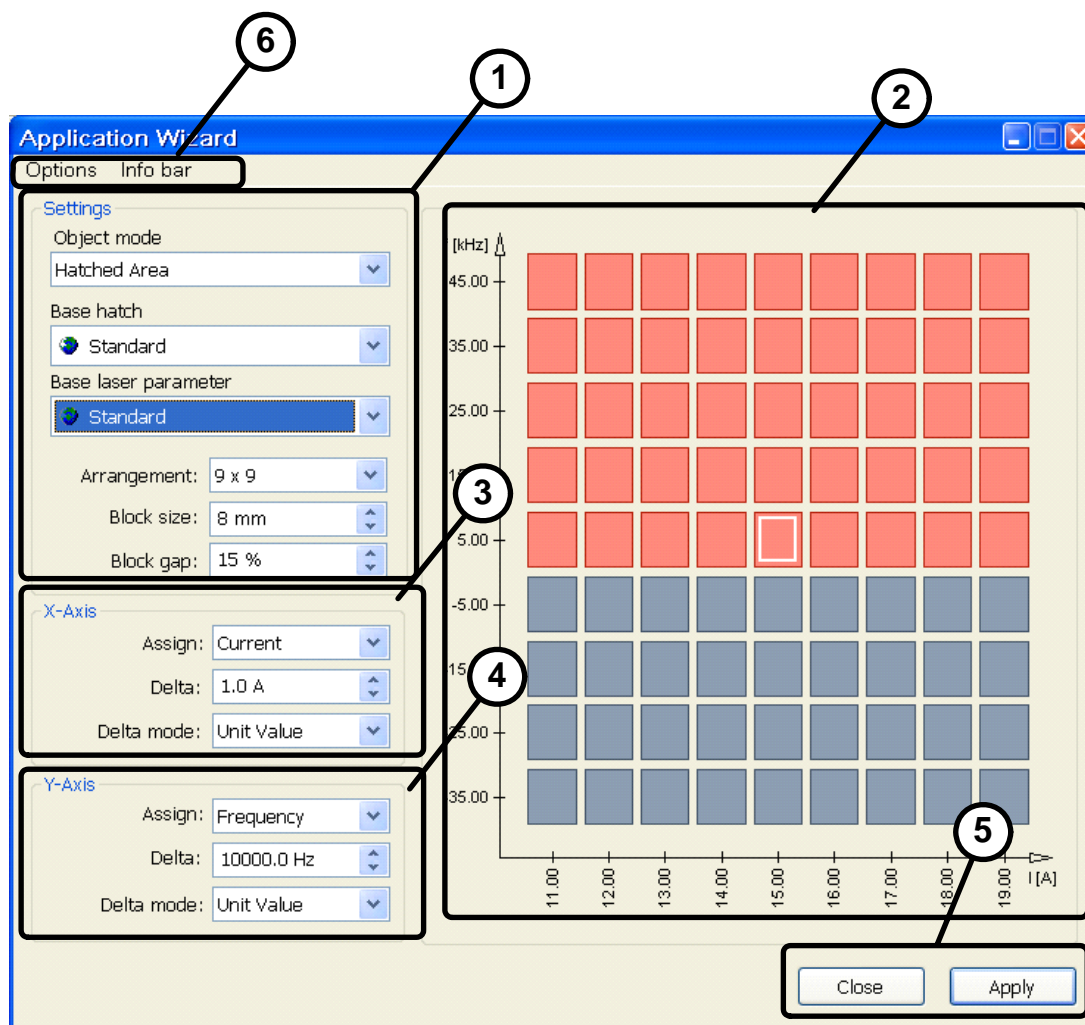 6
1
2
Application Wizard
Options Info bar
Settings
Object mode
Hatched Area
Base hatch
Standard
Base laser parameter
Standard
Arrangement: 9 x 9
Block size: 8 mm
Block gap: 15 %
3
X-Axis
Assign: Current
Delta: 1.0 A
Delta mode: Unit Value
4
Y-Axis
Assign: Frequency
Delta: 10000.0 Hz
Delta mode: Unit Value
[kHz]
45.00
35.00
25.00
5.00
-5.00
25.00
35.00
11.00 12.00 13.00 14.00 15.00 16.00 17.00 18.00 19.00 I [A]
5
Close Apply